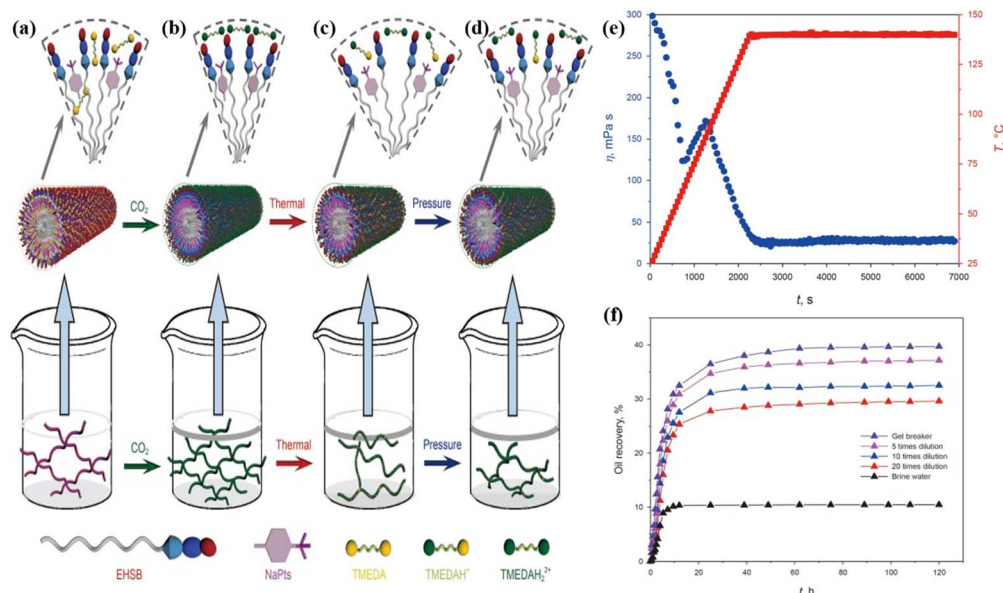 (a)
(b)
(c)
(d)
CO₂
Thermal
Pressure
CO₂
Thermal
Pressure
EHSB
NaPts
TMEDA
TMEDAH⁺
TMEDAH₂²⁺
(e)
η, mPa s
300
250
200
150
100
50
0
T, °C
150
125
100
75
50
25
0 1000 2000 3000 4000 5000 6000 7000
t, s
(f)
Oil recovery, %
40
30
20
10
0
Gel breaker
5 times dilution
10 times dilution
20 times dilution
Brine water
0 20 40 60 80 100 120
t, h